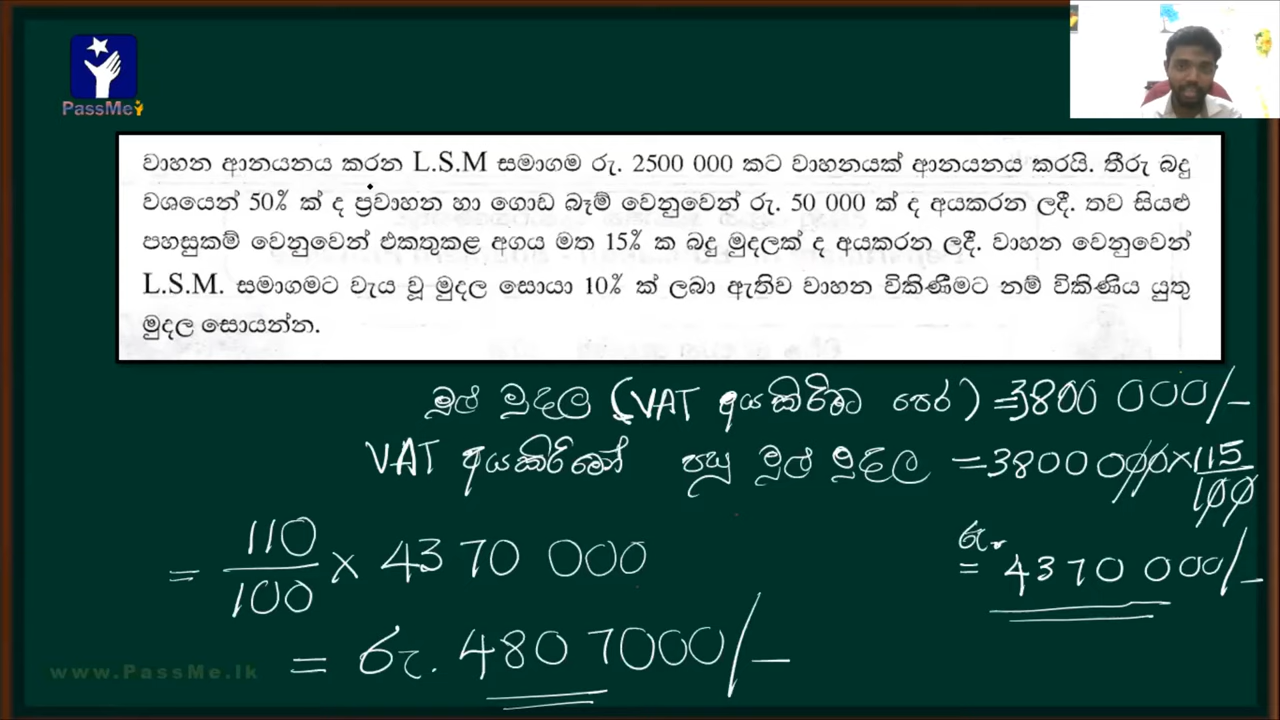 PassMe
වාහන ආනයනය කරන L.S.M සමාගම රු. 2500 000 කට වාහනයක් ආනයනය කරයි. තීරු බදු
වශයෙන් 50% ක් ද ප්‍රවාහන හා ගොඩ බෑම් වෙනුවෙන් රු. 50 000 ක් ද අයකරන ලදී. තව සියළු
පහසුකම් වෙනුවෙන් එකතුකළ අගය මත 15% ක බදු මුදලක් ද අයකරන ලදී. වාහන වෙනුවෙන්
L.S.M. සමාගමට වැය වූ මුදල සොයා 10% ක් ලබා ඇතිව වාහන විකිණීමට නම් විකිණිය යුතු
මුදල සොයන්න.
මුල් මුදල (VAT අයකිරිමට පෙර) = 3800 000/-
VAT අයකිරිමෙන් පසු මුල් මුදල = 3800 000 × 115/100
රු.
= 4370 000/-
= 110/100 × 4370 000
= රු. 480 7000/-
www.PassMe.lk